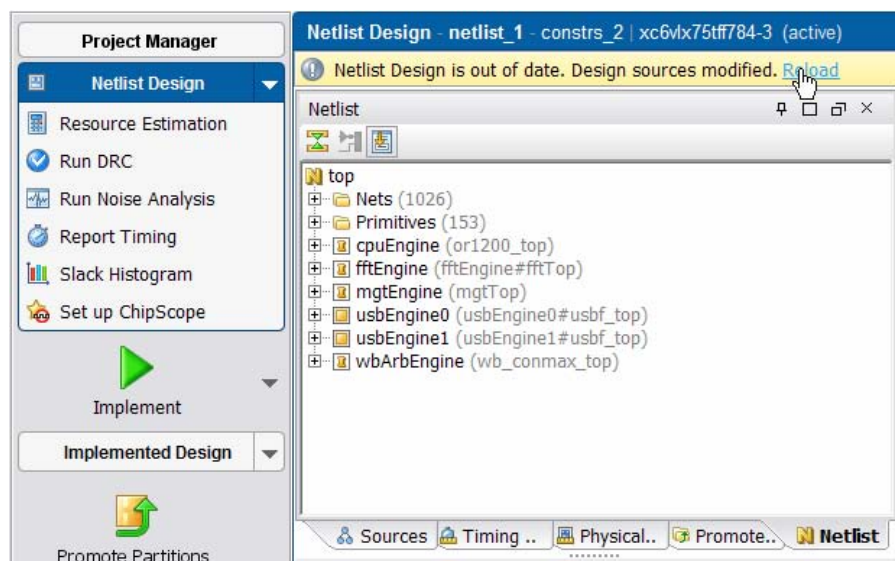 Project Manager
Netlist Design
Resource Estimation
Run DRC
Run Noise Analysis
Report Timing
Slack Histogram
Set up ChipScope
Implement
Implemented Design
Promote Partitions
Netlist Design - netlist_1 - constrs_2 | xc6vlx75tff784-3 (active)
Netlist Design is out of date. Design sources modified. Reload
Netlist
top
Nets (1026)
Primitives (153)
cpuEngine (or1200_top)
fftEngine (fftEngine#fftTop)
mgtEngine (mgtTop)
usbEngine0 (usbEngine0#usbf_top)
usbEngine1 (usbEngine1#usbf_top)
wbArbEngine (wb_conmax_top)
Sources Timing .. Physical.. Promote.. Netlist